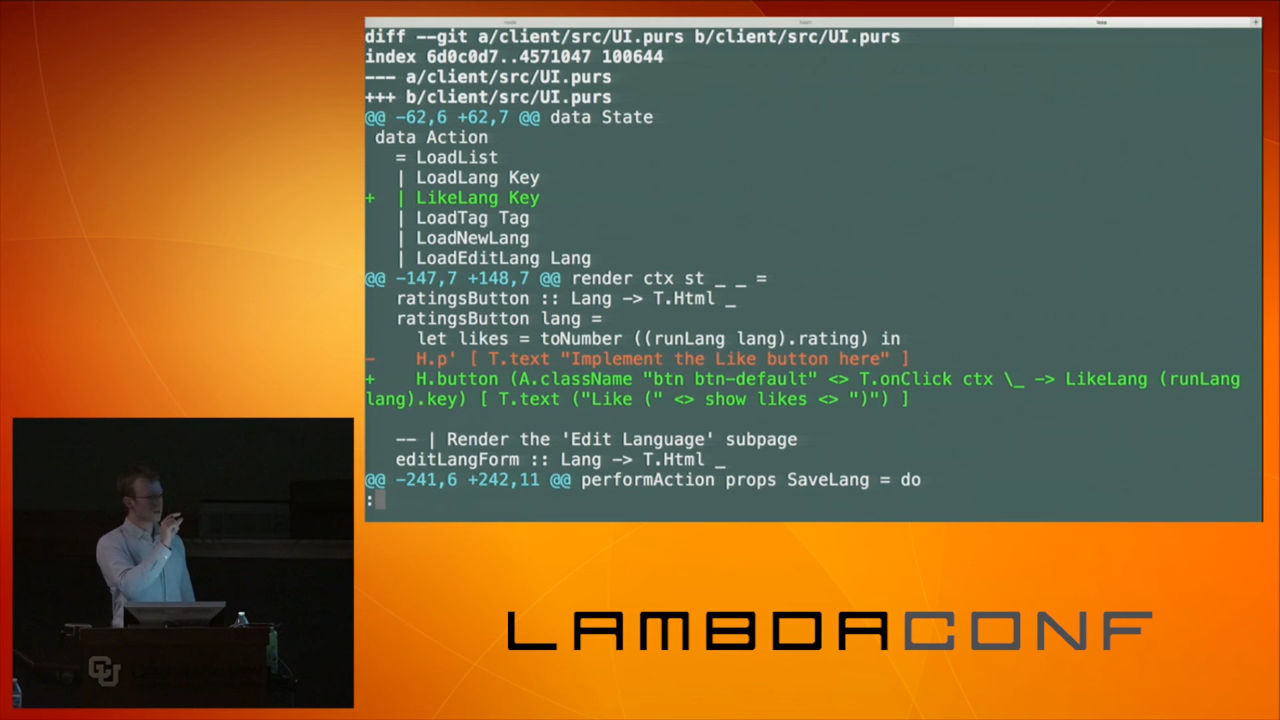 diff --git a/client/src/UI.purs b/client/src/UI.purs
index 6d0c0d7..4571047 100644
--- a/client/src/UI.purs
+++ b/client/src/UI.purs
@@ -62,6 +62,7 @@ data State
 data Action
   = LoadList
   | LoadLang Key
+  | LikeLang Key
   | LoadTag Tag
   | LoadNewLang
   | LoadEditLang Lang
@@ -147,7 +148,7 @@ render ctx st _ _ =
   ratingsButton :: Lang -> T.Html _
   ratingsButton lang =
     let likes = toNumber ((runLang lang).rating) in
-    H.p' [ T.text "Implement the Like button here" ]
+    H.button (A.className "btn btn-default" <> T.onClick ctx \_ -> LikeLang (runLang
lang).key) [ T.text ("Like (" <> show likes <> ")") ]
   -- | Render the 'Edit Language' subpage
   editLangForm :: Lang -> T.Html _
@@ -241,6 +242,11 @@ performAction props SaveLang = do
:
CU
LAMBDACONF